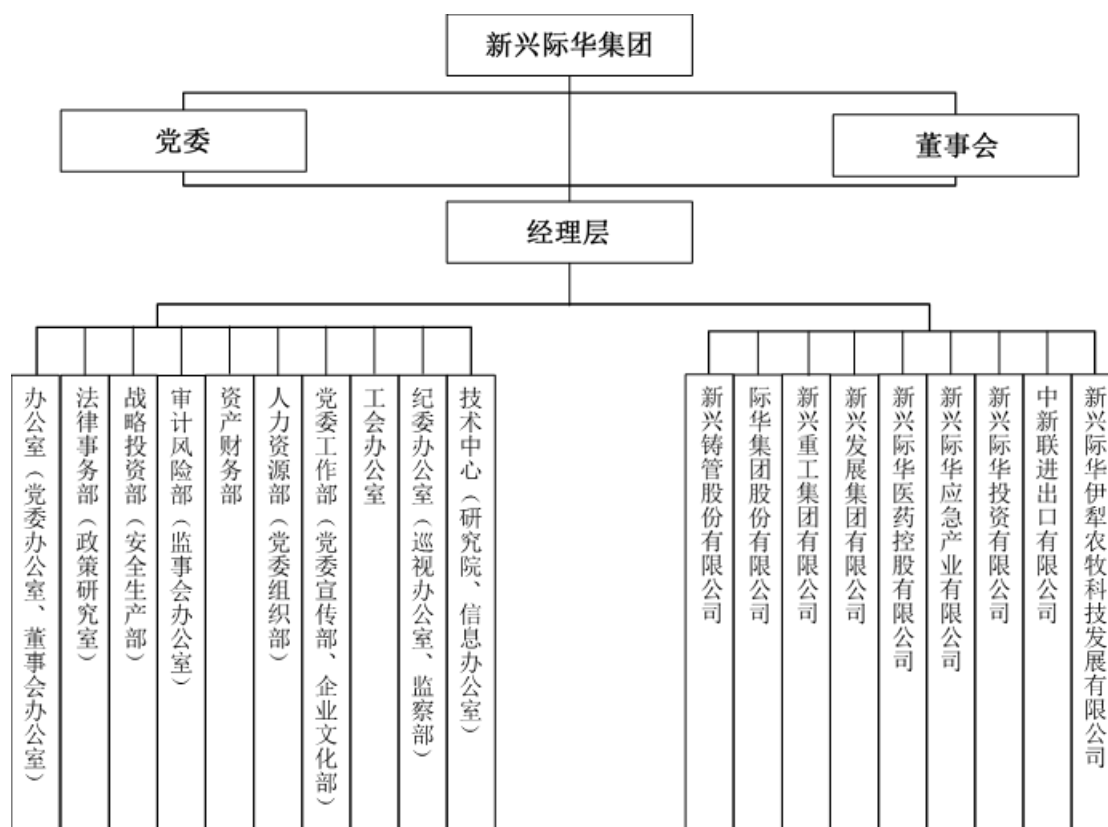 新兴际华集团
党委
董事会
经理层
办公室（党委办公室、董事会办公室）
法律事务部（政策研究室）
战略投资部（安全生产部）
审计风险部（监事会办公室）
资产财务部
人力资源部（党委组织部）
党委工作部（党委宣传部、企业文化部）
工会办公室
纪委办公室（巡视办公室、监察部）
技术中心（研究院、信息办公室）
新兴铸管股份有限公司
际华集团股份有限公司
新兴重工集团有限公司
新兴发展集团有限公司
新兴际华医药控股有限公司
新兴际华应急产业有限公司
新兴际华投资有限公司
中新联进出口有限公司
新兴际华伊犁农牧科技发展有限公司